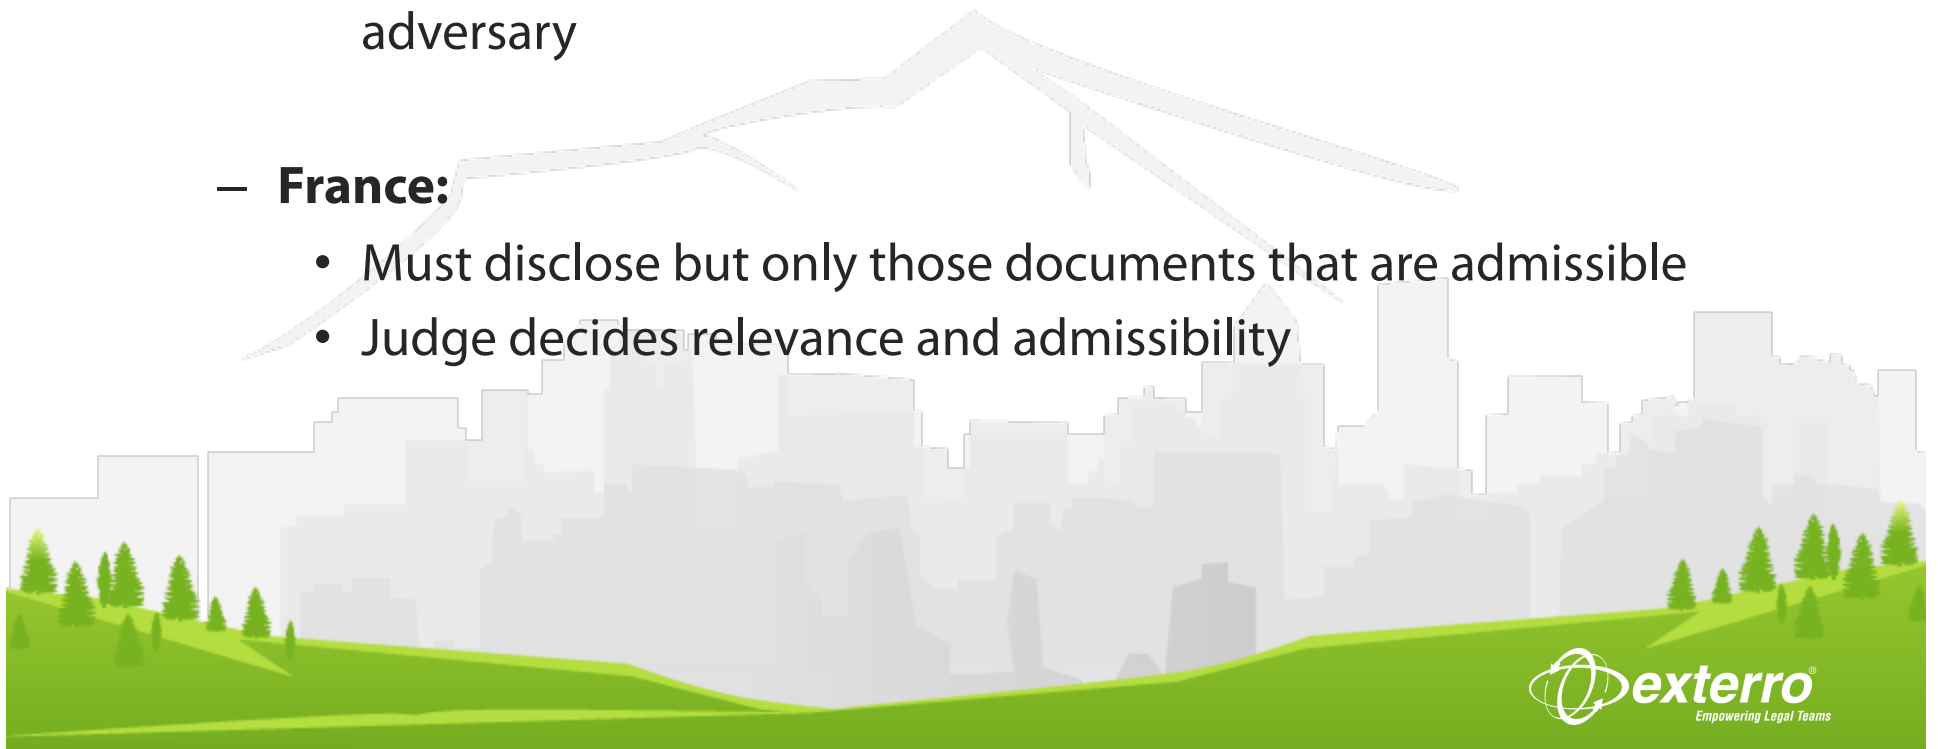 adversary
– France:
• Must disclose but only those documents that are admissible
• Judge decides relevance and admissibility
exterro®
Empowering Legal Teams